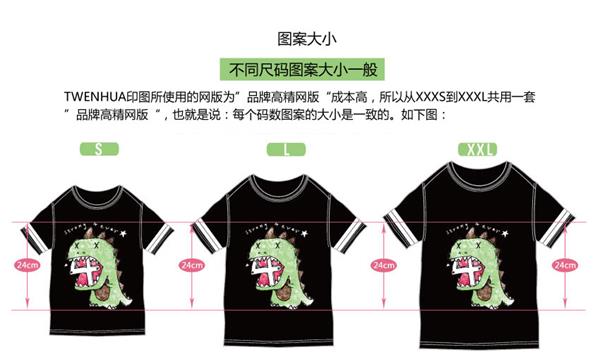 图案大小
不同尺码图案大小一般
TWENHUA印图所使用的网版为”品牌高精网版“成本高，所以从XXXS到XXXL共用一套
”品牌高精网版“，也就是说：每个码数图案的大小是一致的。如下图：
S L XXL
24cm 24cm 24cm